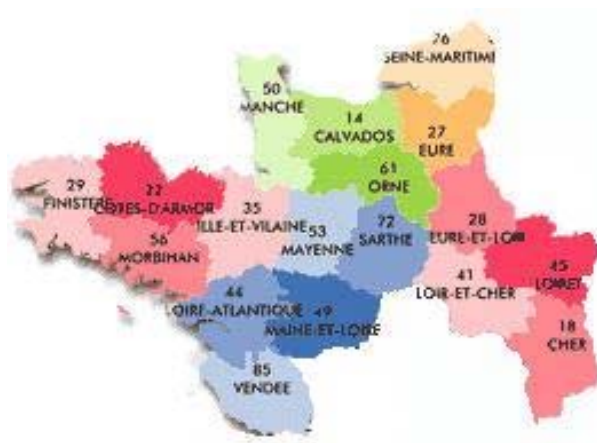 76
SEINE-MARITIME
50
MANCHE
14
CALVADOS
27
EURE
61
ORNE
29
FINISTERE
22
COTES-D'ARMOR
35
ILLE-ET-VILAINE
53
MAYENNE
72
SARTHE
28
EURE-ET-LOIR
56
MORBIHAN
41
LOIR-ET-CHER
45
LOIRET
44
LOIRE-ATLANTIQUE
49
MAINE-ET-LOIRE
18
CHER
85
VENDEE